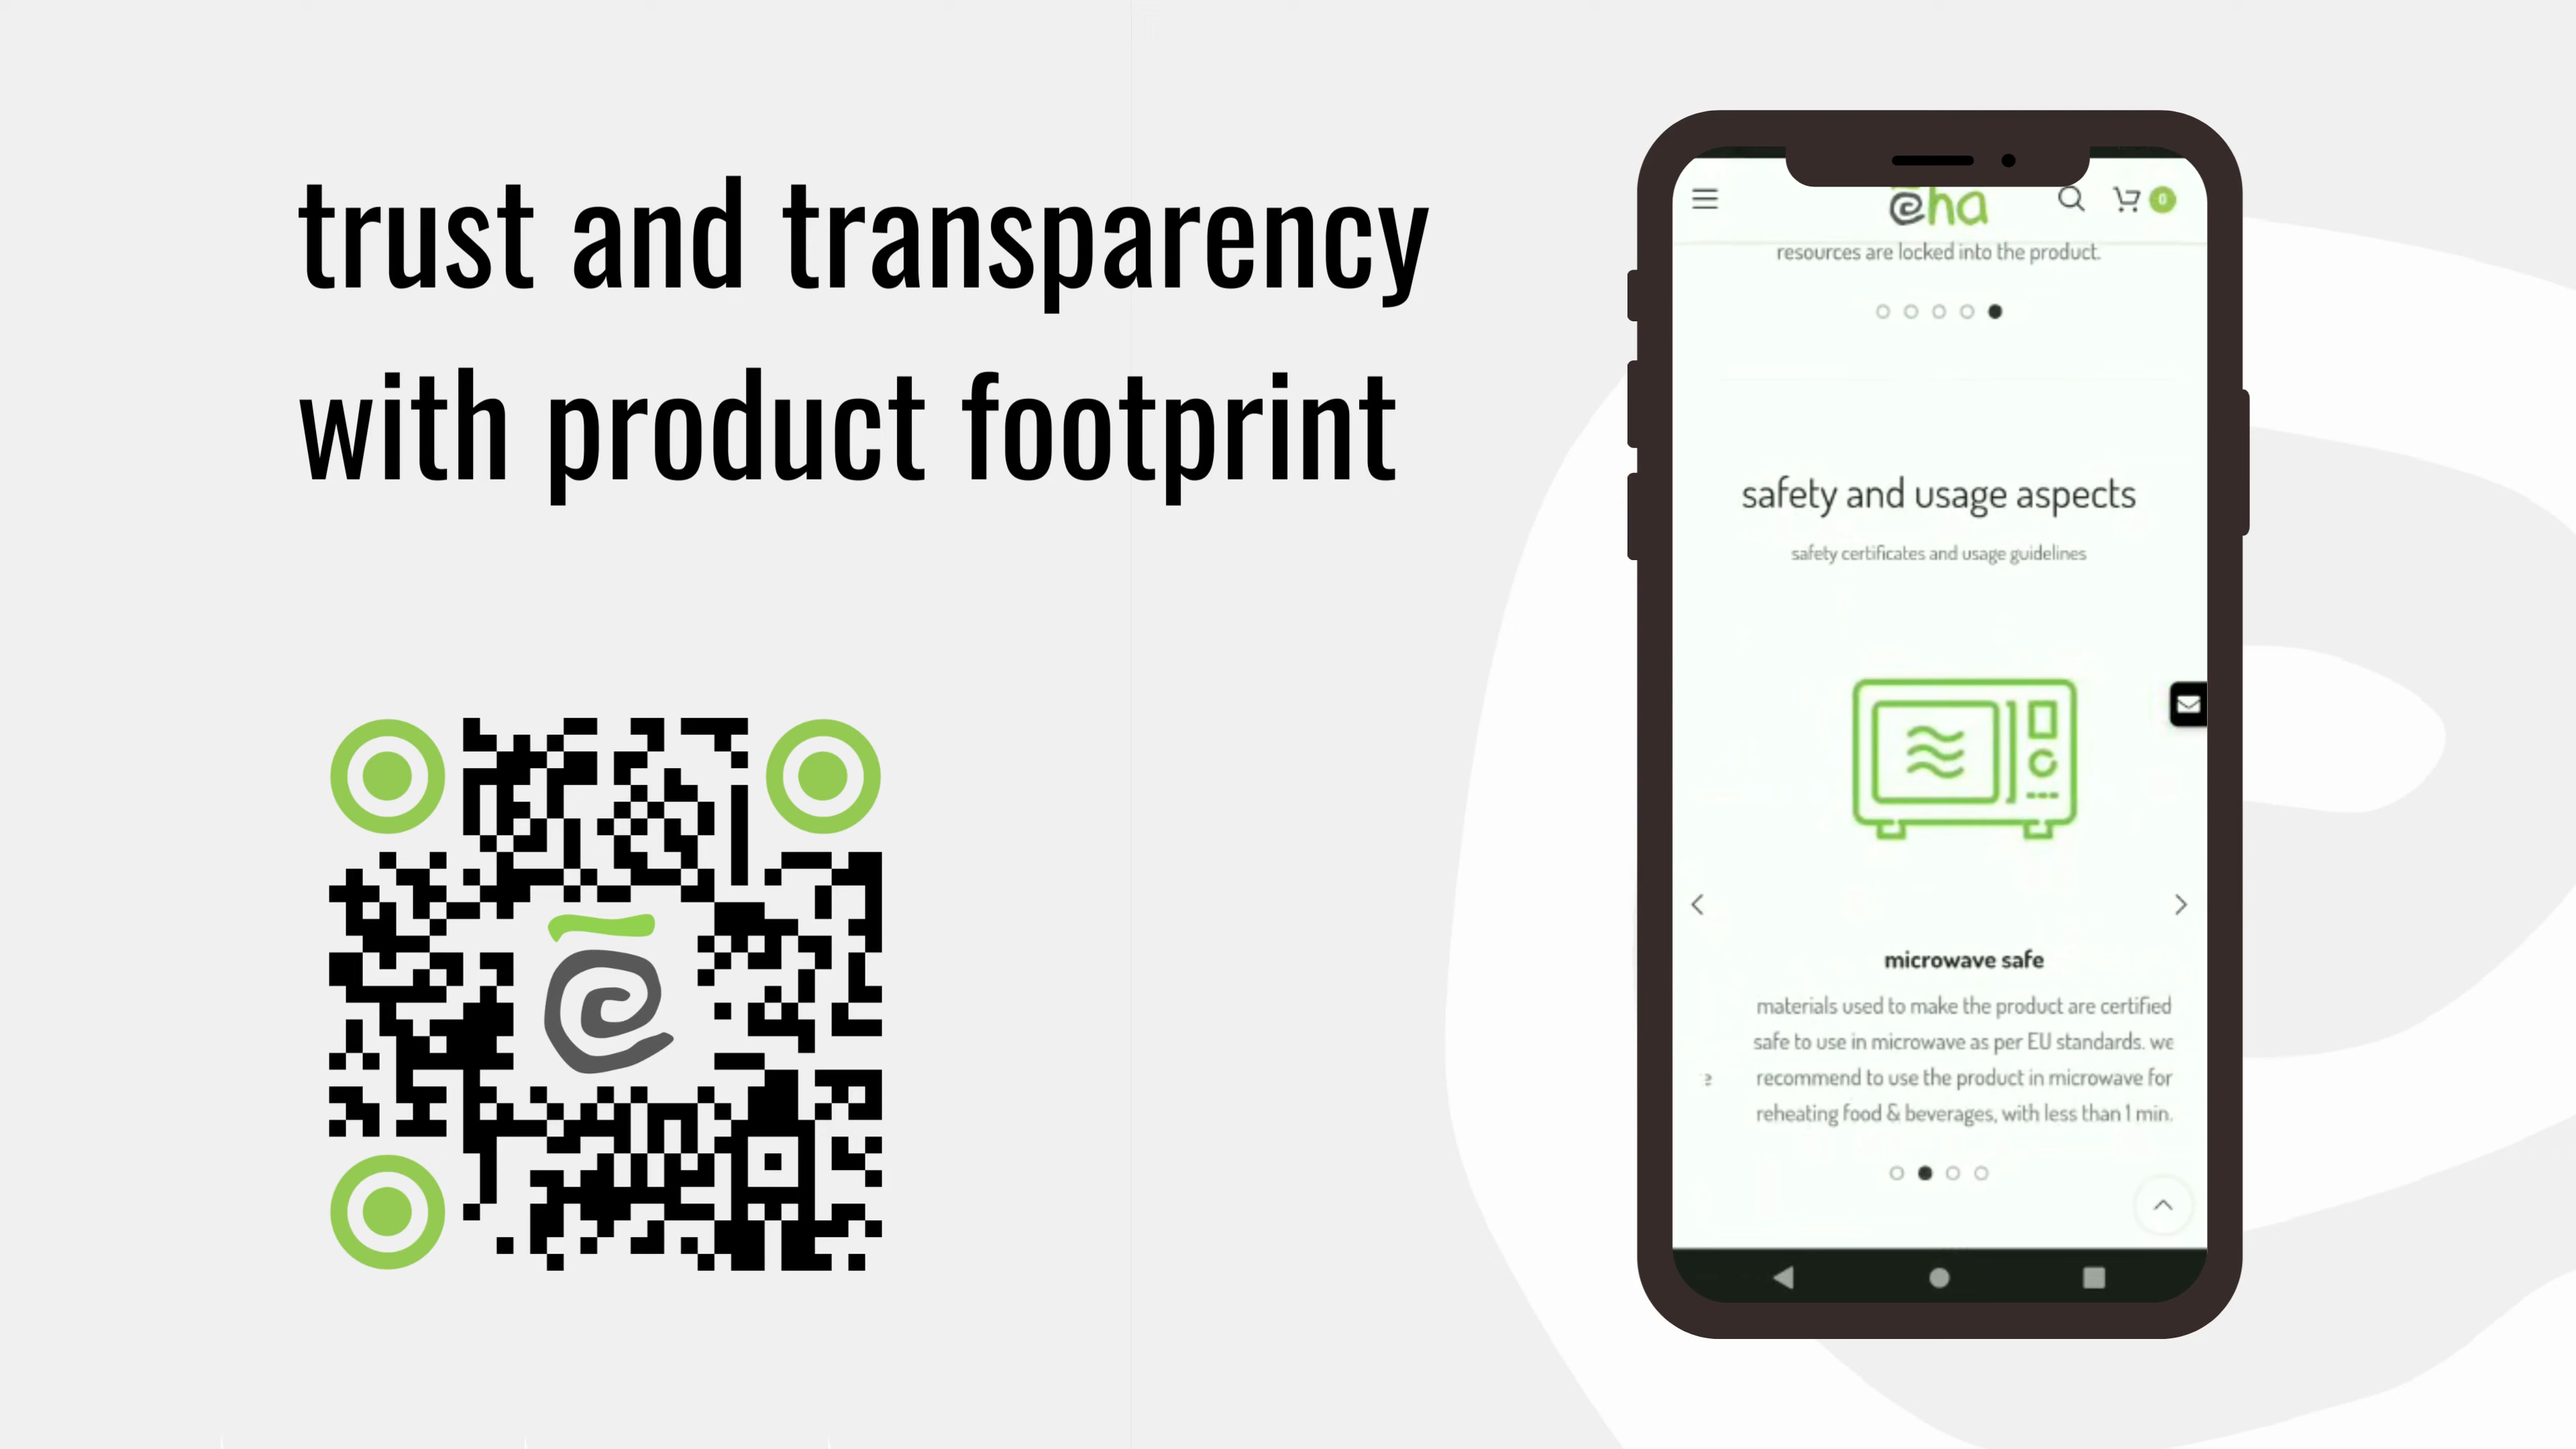 trust and transparency
with product footprint
ēha
0
resources are locked into the product.
safety and usage aspects
safety certificates and usage guidelines
microwave safe
materials used to make the product are certified
safe to use in microwave as per EU standards. we
recommend to use the product in microwave for
reheating food & beverages, with less than 1 min.
ē